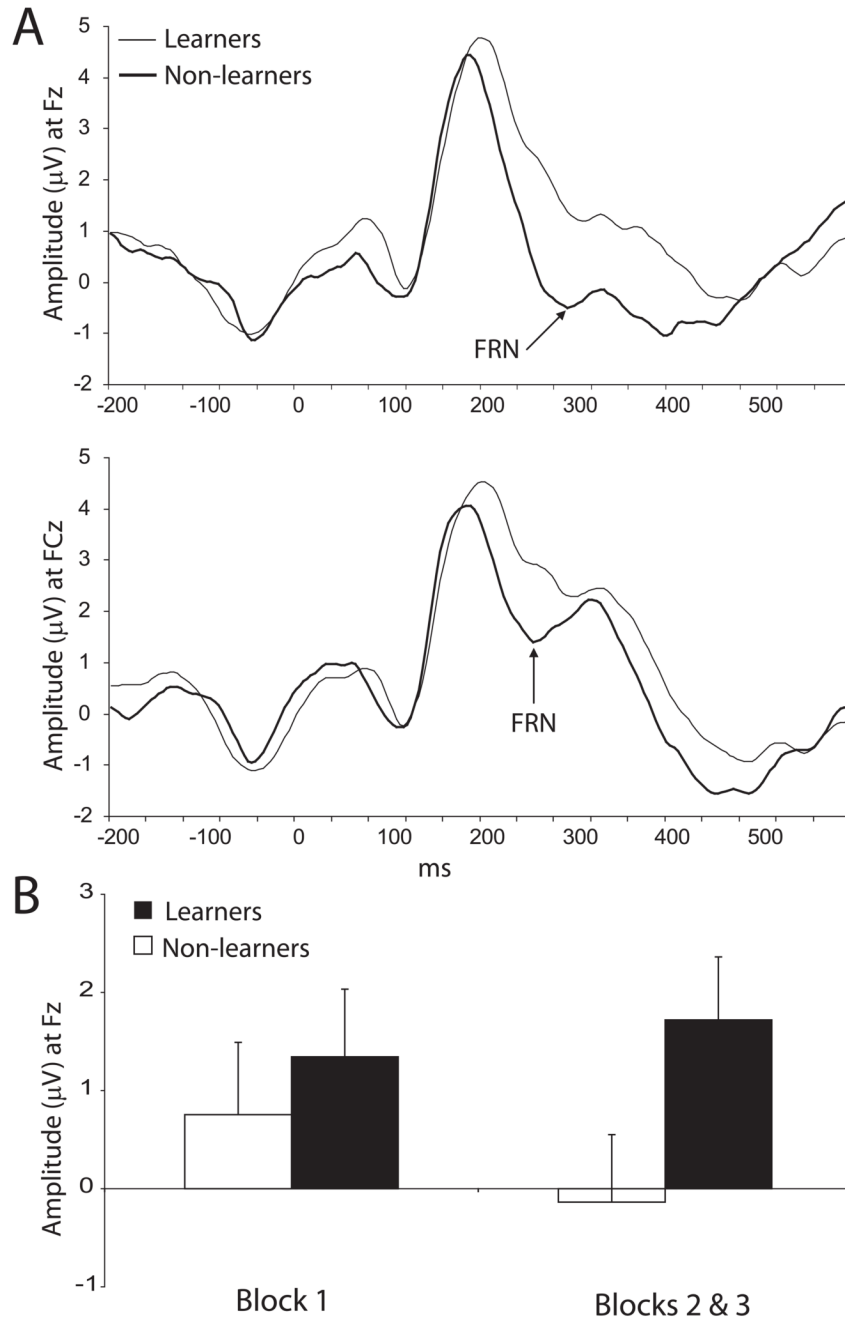 A
Learners
Non-learners
Amplitude (µV) at Fz
5
4
3
2
1
0
-1
-2
FRN
-200 -100 0 100 200 300 400 500
Amplitude (µV) at FCz
5
4
3
2
1
0
-1
-2
FRN
-200 -100 0 100 200 300 400 500
ms
B
Learners
Non-learners
Amplitude (µV) at Fz
3
2
1
0
-1
Block 1 Blocks 2 & 3